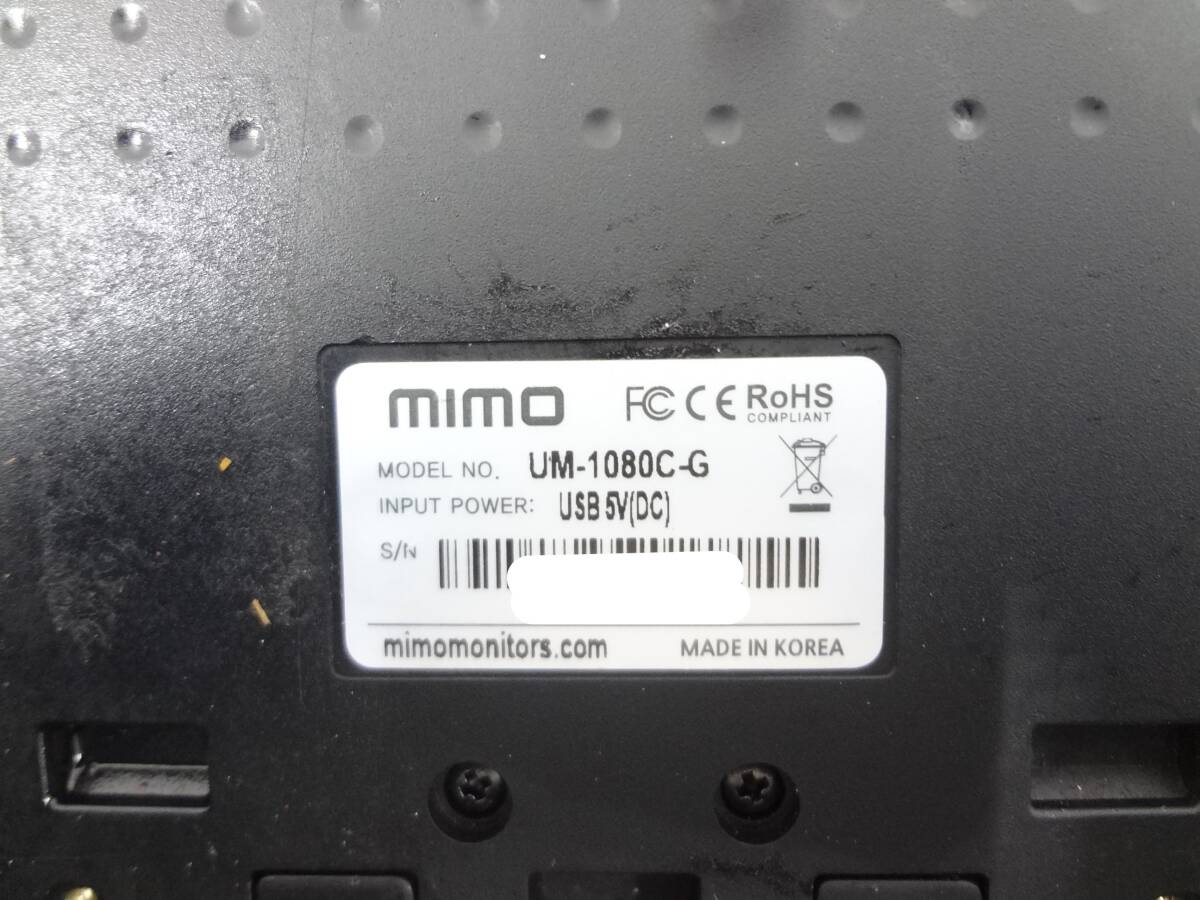 mimo FC CE RoHS
COMPLIANT
MODEL NO. UM-1080C-G
INPUT POWER: USB 5V(DC)
S/N
mimomonitors.com MADE IN KOREA